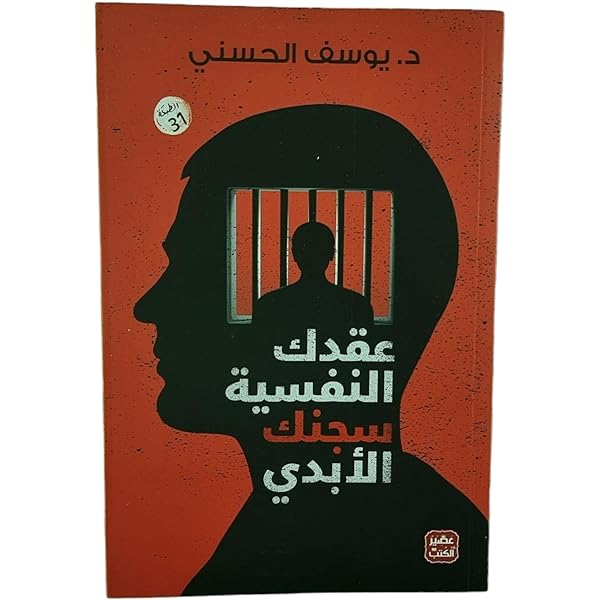 د. يوسف الحسني
الطبعة
31
عقدك
النفسية
سجنك
الأبدي
عصير
الكتب